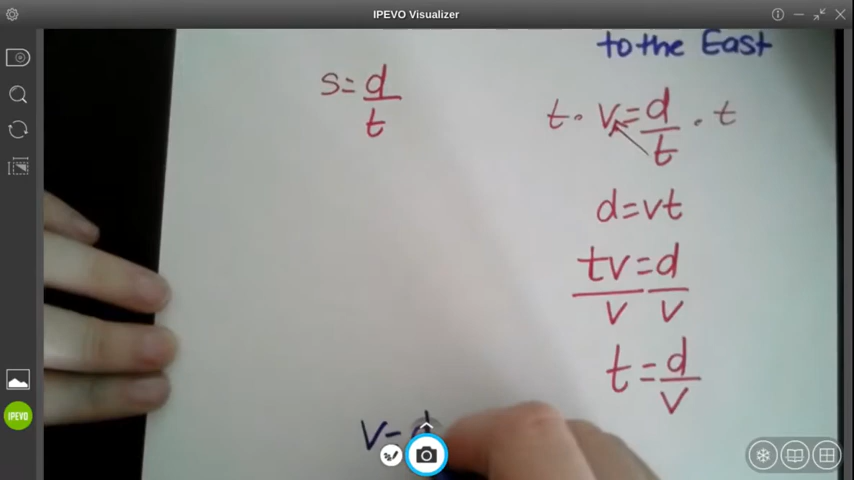 IPEVO Visualizer
to the East
s = d/t
t · v = d/t · t
d = vt
tv/v = d/v
t = d/v
v = d
IPEVO